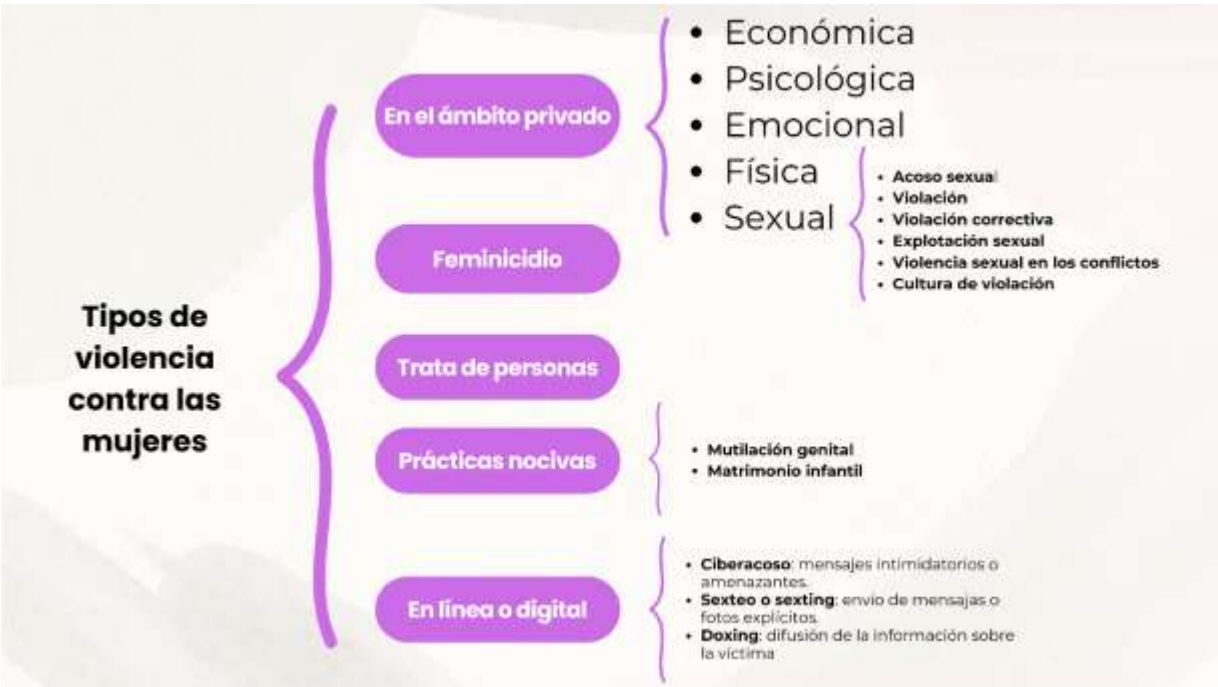 Tipos de
violencia
contra las
mujeres
En el ámbito privado
• Económica
• Psicológica
• Emocional
• Física
• Sexual
• Acoso sexual
• Violación
• Violación correctiva
• Explotación sexual
• Violencia sexual en los conflictos
• Cultura de violación
Feminicidio
Trata de personas
Prácticas nocivas
• Mutilación genital
• Matrimonio infantil
En línea o digital
• Ciberacoso: mensajes intimidatorios o
amenazantes.
• Sexteo o sexting: envío de mensajas o
fotos explícitos.
• Doxing: difusión de la información sobre
la víctima